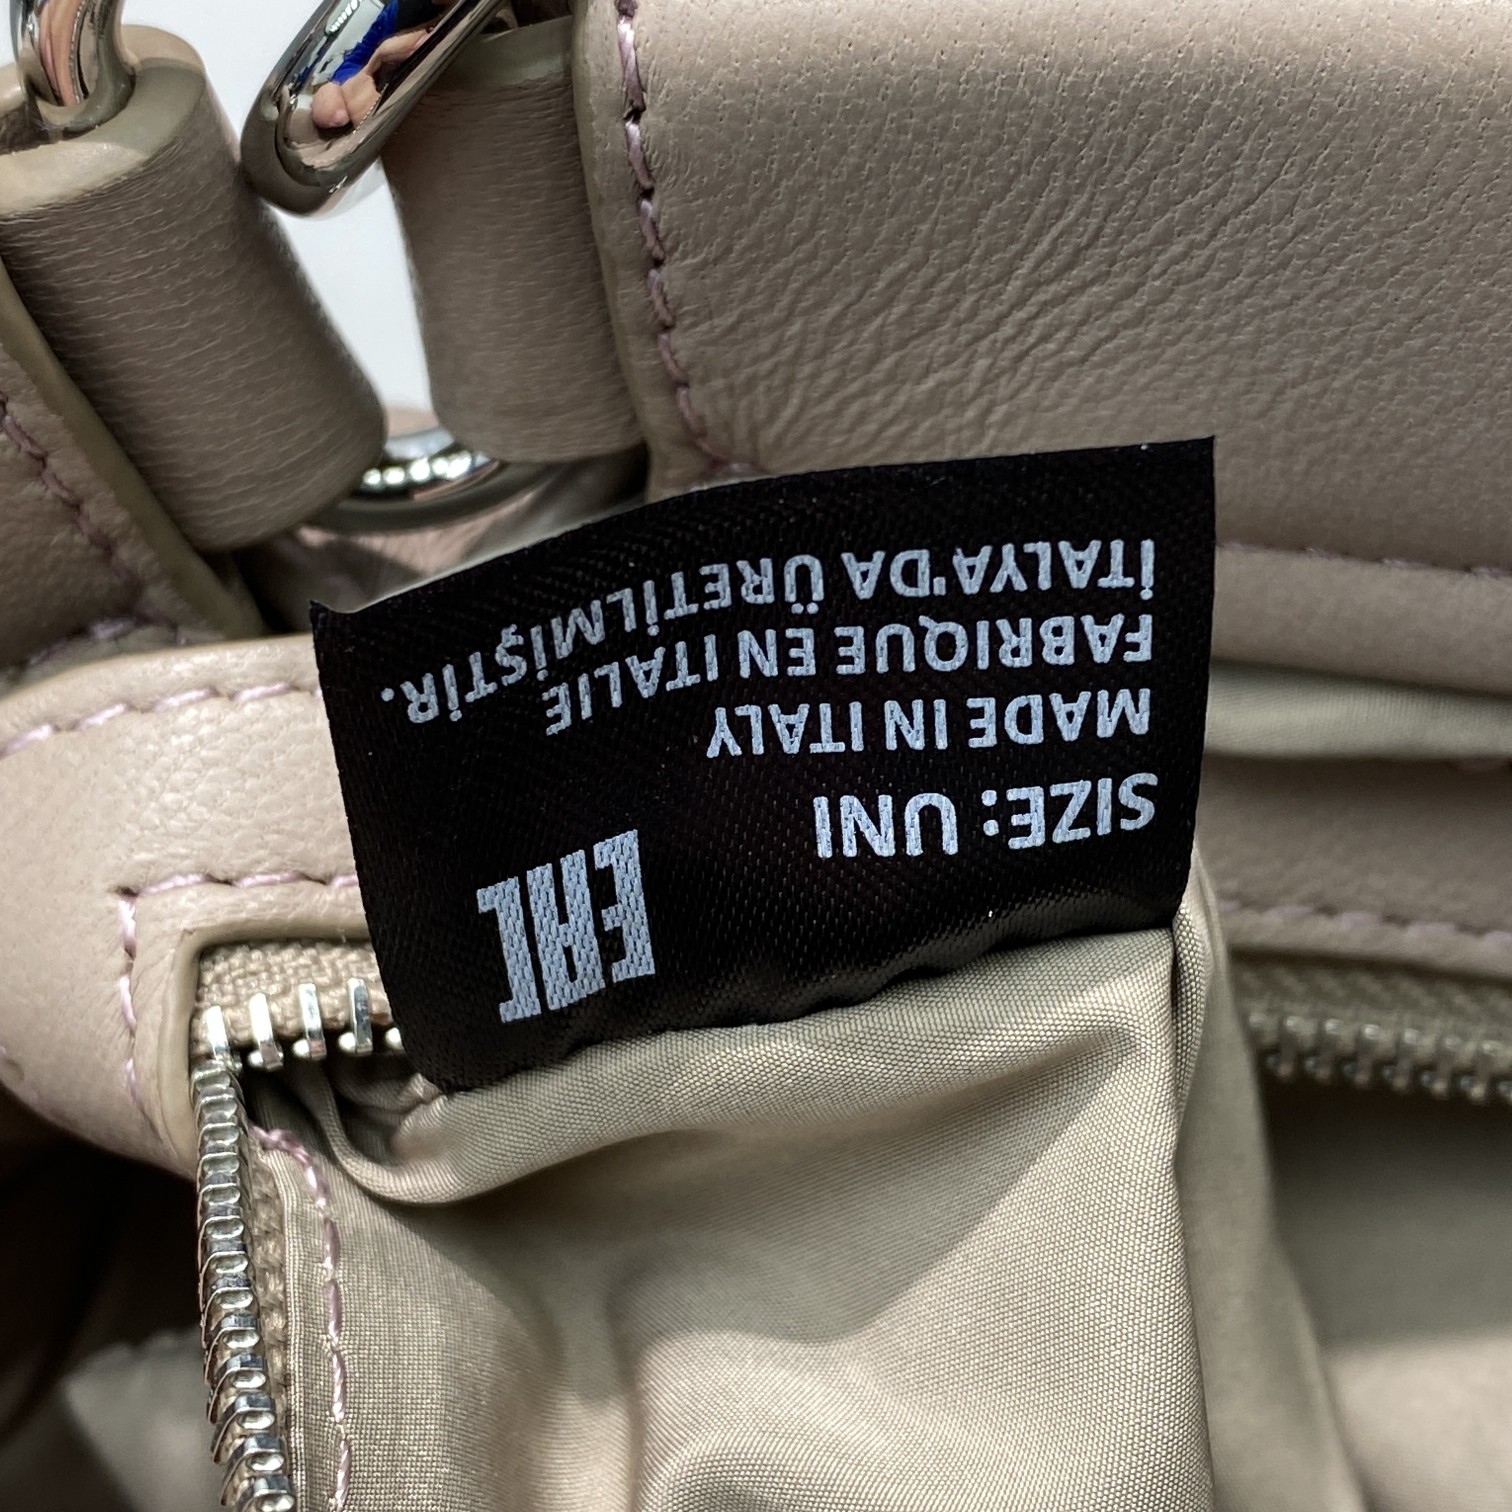 EAC
SIZE: UNI
MADE IN ITALY
FABRIQUE EN ITALIE
İTALYA'DA ÜRETİLMİŞTİR.